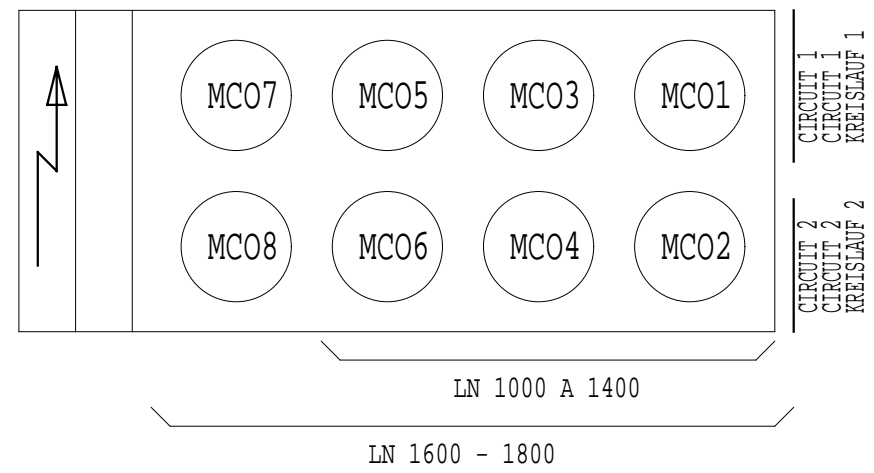 MCO7 MCO5 MCO3 MCO1
MCO8 MCO6 MCO4 MCO2
CIRCUIT 1
CIRCUIT 1
KREISLAUF 1
CIRCUIT 2
CIRCUIT 2
KREISLAUF 2
LN 1000 A 1400
LN 1600 - 1800